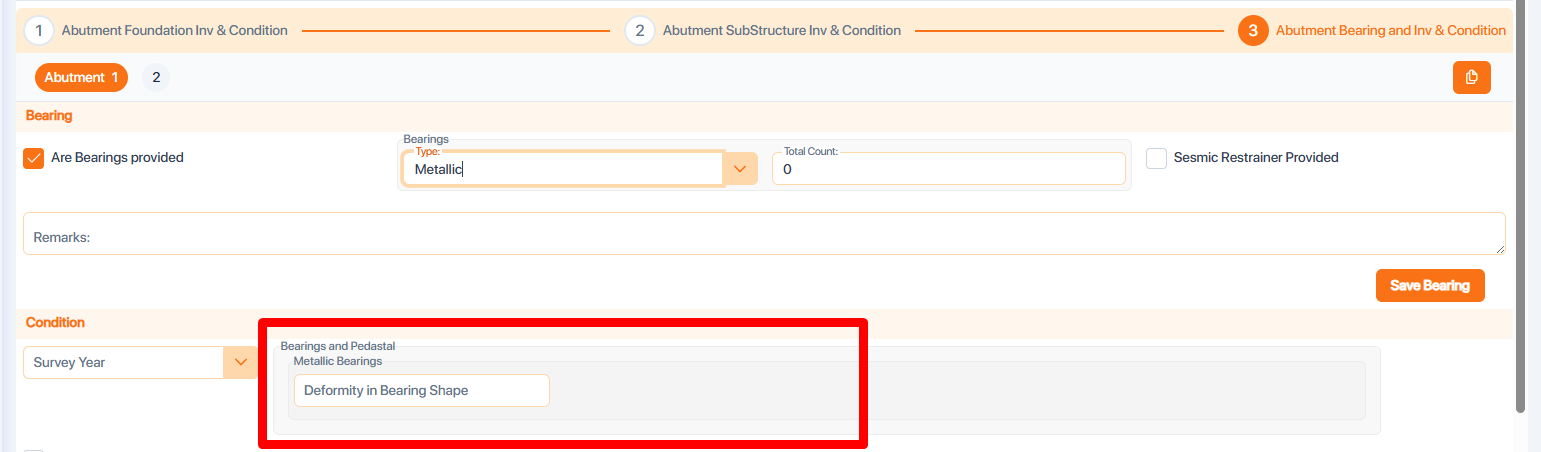 1 Abutment Foundation Inv & Condition 2 Abutment SubStructure Inv & Condition 3 Abutment Bearing and Inv & Condition
Abutment 1 2
Bearing
Are Bearings provided
Bearings
Type:
Metallic
Total Count:
0
Sesmic Restrainer Provided
Remarks:
Save Bearing
Condition
Survey Year
Bearings and Pedastal
Metallic Bearings
Deformity in Bearing Shape